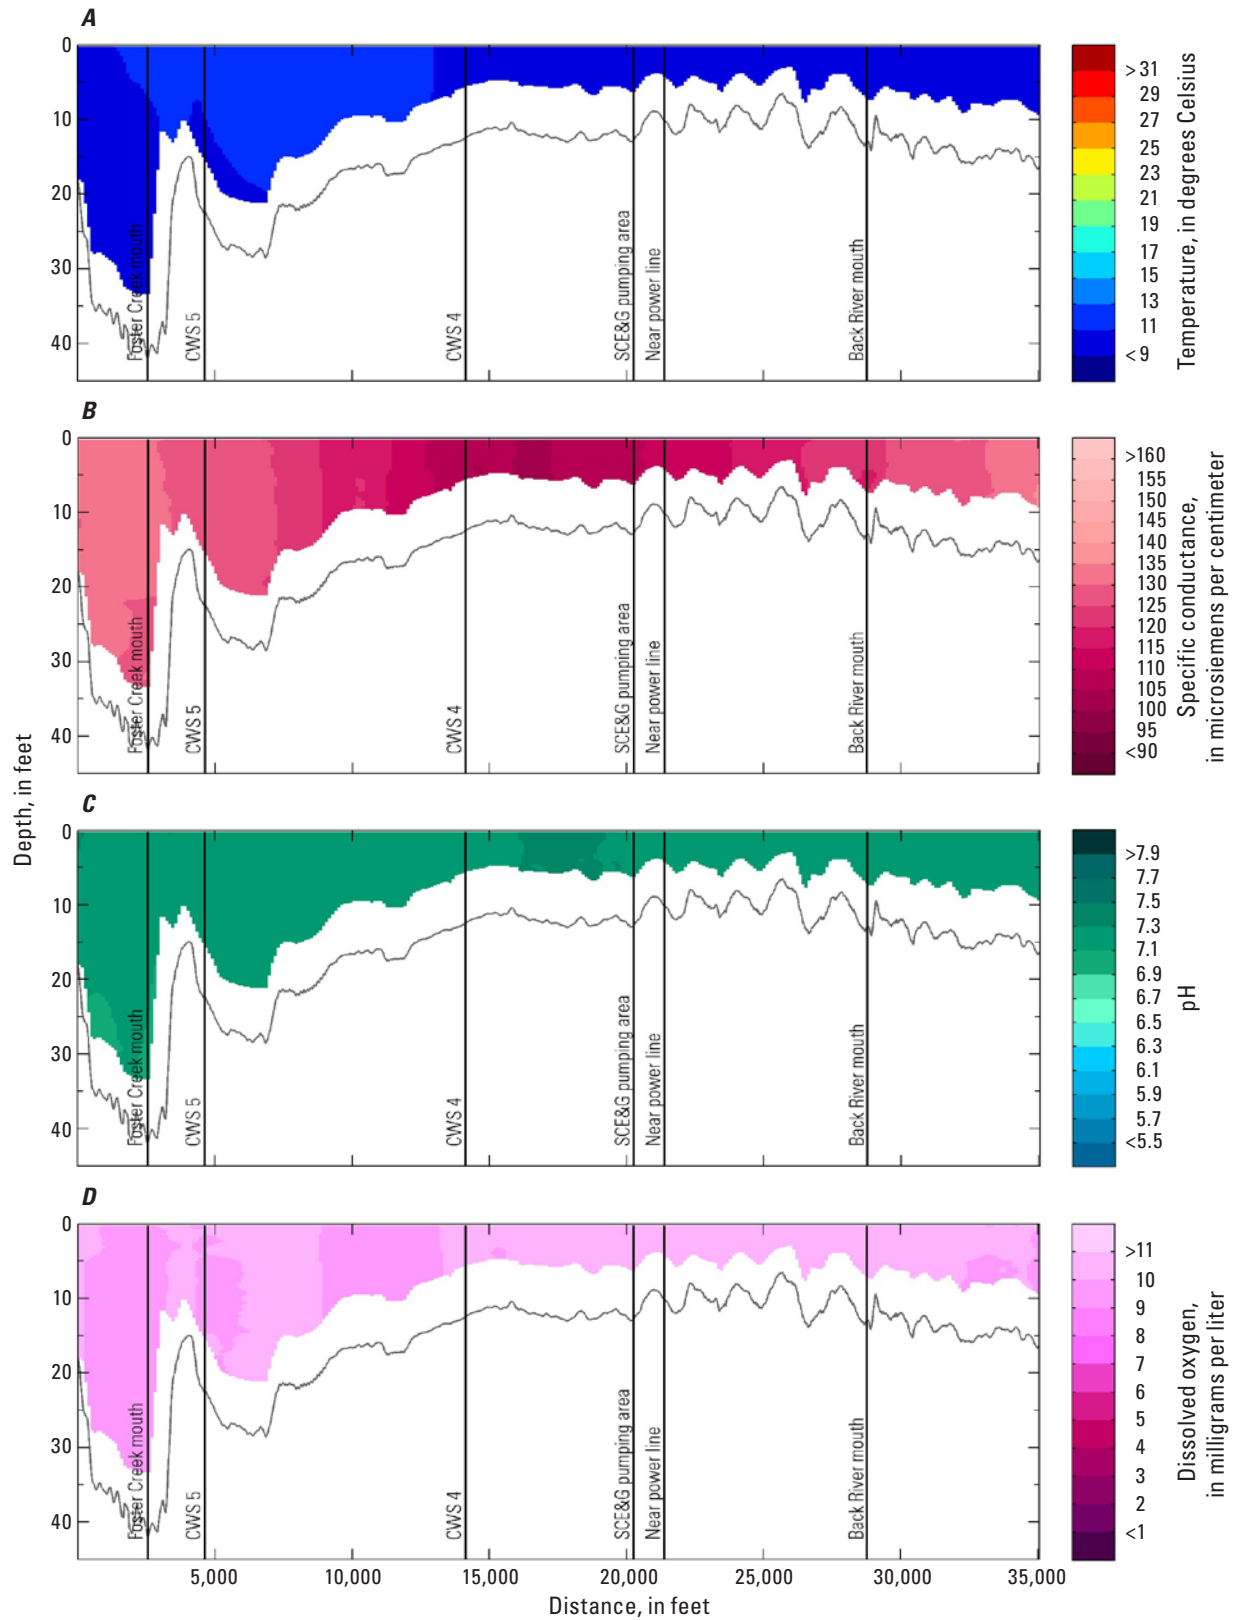 A
0
10
20
30
40
Foster Creek mouth
CWS 5
CWS 4
SCE&G pumping area
Near power line
Back River mouth
>31
29
27
25
23
21
19
17
15
13
11
<9
Temperature, in degrees Celsius
B
0
10
20
30
40
Foster Creek mouth
CWS 5
CWS 4
SCE&G pumping area
Near power line
Back River mouth
>160
155
150
145
140
135
130
125
120
115
110
105
100
95
<90
Specific conductance,
in microsiemens per centimeter
Depth, in feet
C
0
10
20
30
40
Foster Creek mouth
CWS 5
CWS 4
SCE&G pumping area
Near power line
Back River mouth
>7.9
7.7
7.5
7.3
7.1
6.9
6.7
6.5
6.3
6.1
5.9
5.7
<5.5
pH
D
0
10
20
30
40
Foster Creek mouth
CWS 5
CWS 4
SCE&G pumping area
Near power line
Back River mouth
>11
10
9
8
7
6
5
4
3
2
<1
Dissolved oxygen,
in milligrams per liter
5,000 10,000 15,000 20,000 25,000 30,000 35,000
Distance, in feet